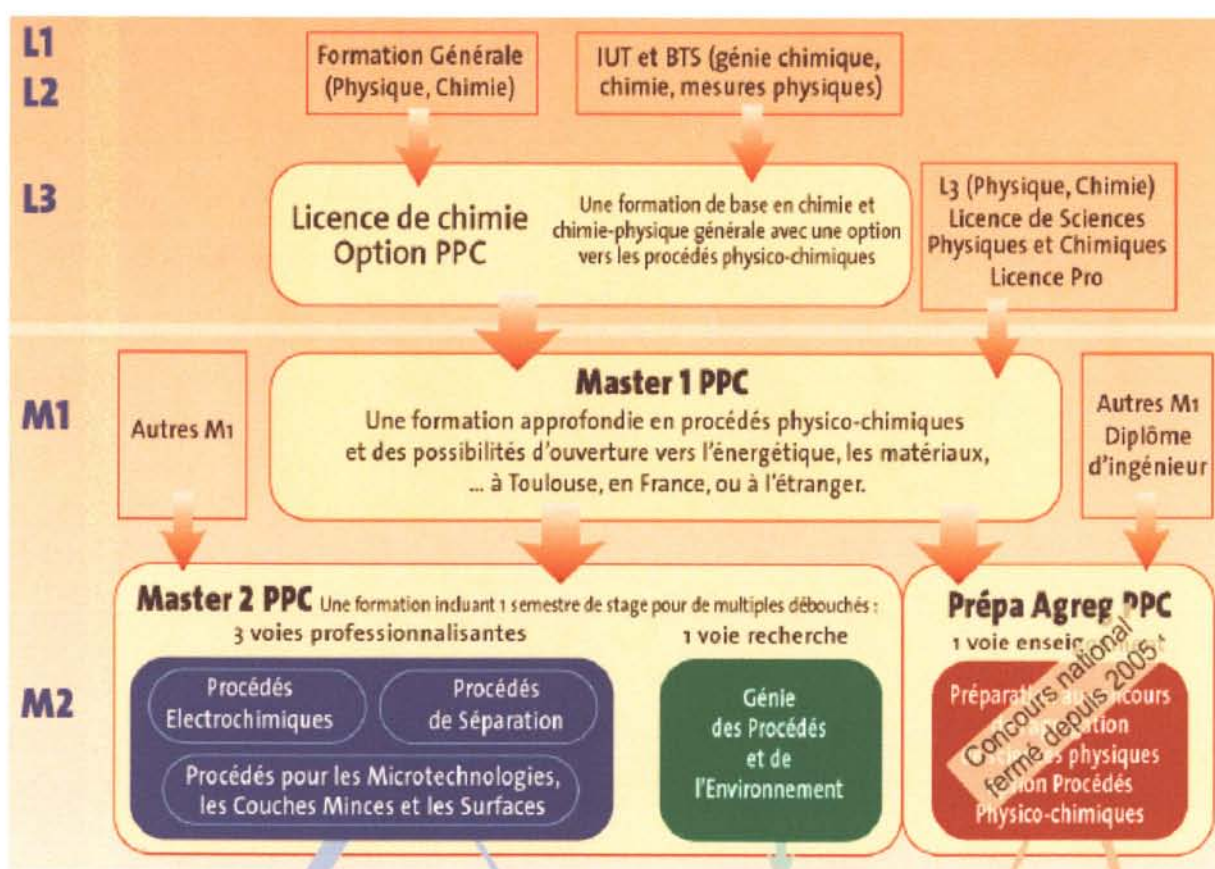 L1
L2
Formation Générale
(Physique, Chimie)
IUT et BTS (génie chimique,
chimie, mesures physiques)
L3
Licence de chimie
Option PPC
Une formation de base en chimie et
chimie-physique générale avec une option
vers les procédés physico-chimiques
L3 (Physique, Chimie)
Licence de Sciences
Physiques et Chimiques
Licence Pro
M1
Autres M1
Master 1 PPC
Une formation approfondie en procédés physico-chimiques
et des possibilités d'ouverture vers l'énergétique, les matériaux,
... à Toulouse, en France, ou à l'étranger.
Autres M1
Diplôme
d'ingénieur
M2
Master 2 PPC Une formation incluant 1 semestre de stage pour de multiples débouchés :
3 voies professionnalisantes
1 voie recherche
Procédés
Electrochimiques
Procédés
de Séparation
Procédés pour les Microtechnologies,
les Couches Minces et les Surfaces
Génie
des Procédés
et de
l'Environnement
Prépa Agreg PPC
1 voie
Préparation
physiques
Procédés
Physico-chimiques
Concours national
fermé depuis 2005